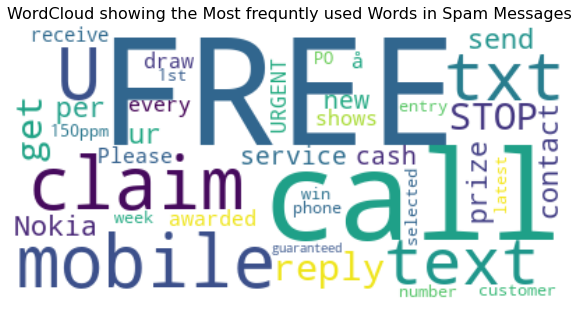 WordCloud showing the Most frequntly used Words in Spam Messages
receive
U
FREE
draw
1st
PO
å
send
txt
get
per
every
URGENT
new
shows
entry
STOP
150ppm
ur
Please
service
cash
claim
call
prize
latest
contact
win
phone
selected
Nokia
week
awarded
mobile
guaranteed
reply
text
number
customer